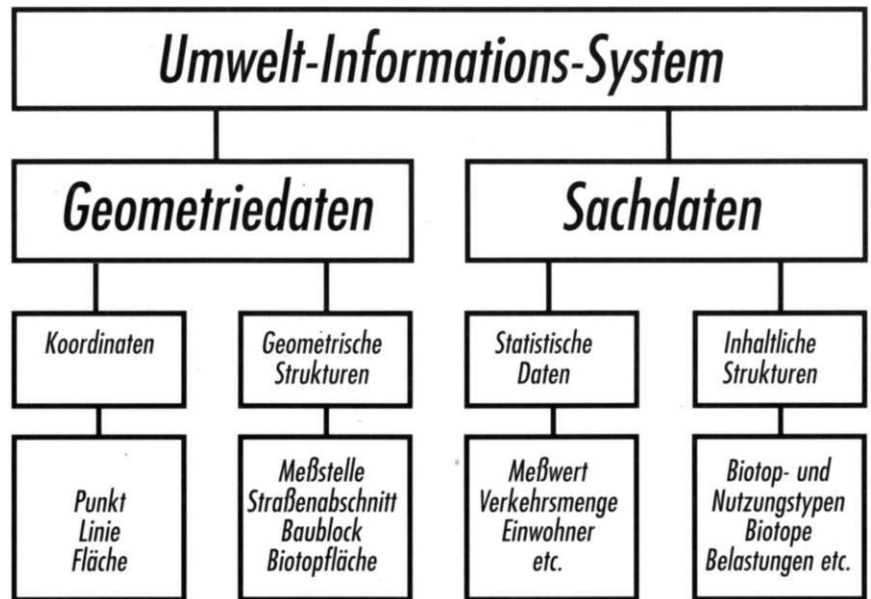 Umwelt-Informations-System
Geometriedaten
Sachdaten
Koordinaten
Geometrische
Strukturen
Statistische
Daten
Inhaltliche
Strukturen
Punkt
Linie
Fläche
Meßstelle
Straßenabschnitt
Baublock
Biotopfläche
Meßwert
Verkehrsmenge
Einwohner
etc.
Biotop- und
Nutzungstypen
Biotope
Belastungen etc.